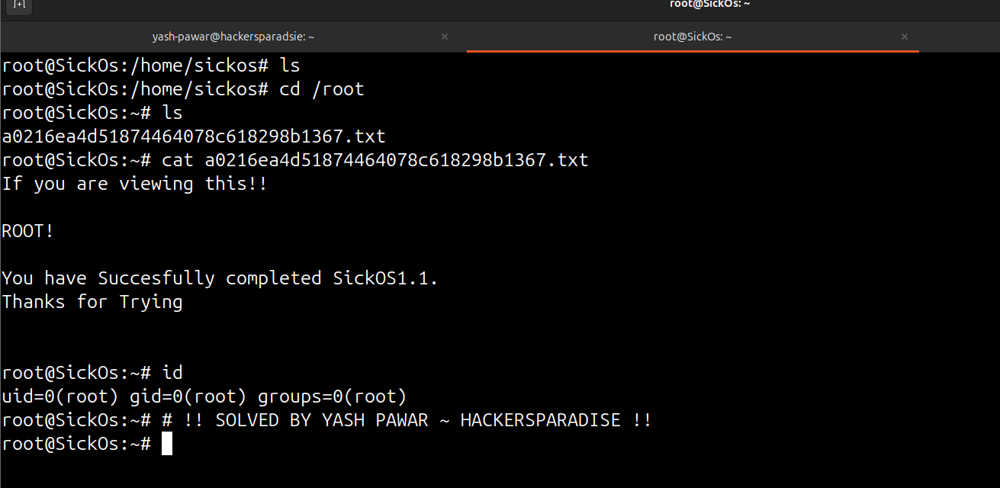 root@SickOs: ~
yash-pawar@hackersparadsie: ~ × root@SickOs: ~ ×
root@SickOs:/home/sickos# ls
root@SickOs:/home/sickos# cd /root
root@SickOs:~# ls
a0216ea4d51874464078c618298b1367.txt
root@SickOs:~# cat a0216ea4d51874464078c618298b1367.txt
If you are viewing this!!
ROOT!
You have Succesfully completed SickOS1.1.
Thanks for Trying
root@SickOs:~# id
uid=0(root) gid=0(root) groups=0(root)
root@SickOs:~# # !! SOLVED BY YASH PAWAR ~ HACKERSPARADISE !!
root@SickOs:~#